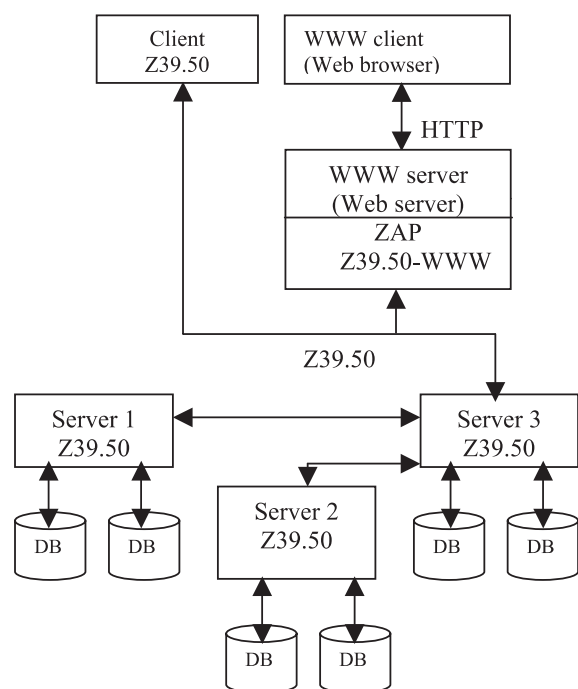 Client
Z39.50
WWW client
(Web browser)
HTTP
WWW server
(Web server)
ZAP
Z39.50-WWW
Z39.50
Server 1
Z39.50
Server 3
Z39.50
Server 2
Z39.50
DB
DB
DB
DB
DB
DB